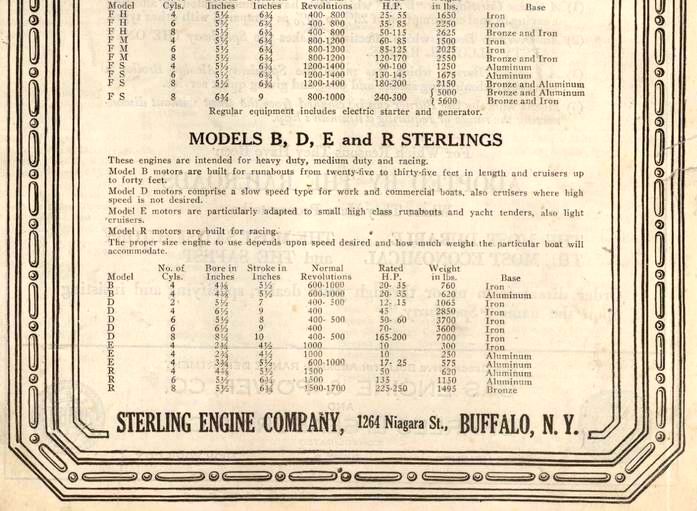 Model Cyls. Inches Inches Revolutions H.P. in lbs. Base
F H 4 5½ 6¾ 400- 800 25- 55 1650 Iron
F H 6 5½ 6¾ 400- 800 35- 85 2250 Iron
F H 8 5½ 6¾ 400- 800 50-115 2625 Bronze and Iron
F M 4 5½ 6¾ 800-1200 60- 85 1500 Iron
F M 6 5½ 6¾ 800-1200 85-125 2025 Iron
F M 8 5½ 6¾ 800-1200 120-170 2550 Bronze and Iron
F S 4 5½ 6¾ 1200-1400 90-100 1250 Aluminum
F S 6 5½ 6¾ 1200-1400 130-145 1675 Aluminum
F S 8 5½ 6¾ 1200-1400 180-200 2150 Bronze and Aluminum
F S 8 6¾ 9 800-1000 240-300 { 5000 Bronze and Aluminum
{ 5600 Bronze and Iron
Regular equipment includes electric starter and generator.
MODELS B, D, E and R STERLINGS
These engines are intended for heavy duty, medium duty and racing.
Model B motors are built for runabouts from twenty-five to thirty-five feet in length and cruisers up
to forty feet.
Model D motors comprise a slow speed type for work and commercial boats, also cruisers where high
speed is not desired.
Model E motors are particularly adapted to small high class runabouts and yacht tenders, also light
cruisers.
Model R motors are built for racing.
The proper size engine to use depends upon speed desired and how much weight the particular boat will
accommodate.
No. of Bore in Stroke in Normal Rated Weight
Model Cyls. Inches Inches Revolutions H.P. in lbs. Base
B 4 5½ 600-1000 20- 35 760 Iron
B 4 5½ 600-1000 20- 35 620 Aluminum
D 2 5½ 7 400- 500 12- 15 1065 Iron
D 4 6½ 9 400 45 2850 Iron
D 6 5½ 8 400- 500 50- 60 3700 Iron
D 6 6½ 9 400 70- 3600 Iron
D 8 10 400- 500 165-200 7000 Iron
E 4 4½ 1000 10 300 Iron
E 4 4½ 1000 10 250 Aluminum
E 4 5½ 600-1000 17- 25 575 Aluminum
R 4 5½ 1500 50 620 Aluminum
R 6 5½ 6¾ 1500 135 1150 Aluminum
R 8 5½ 6¾ 1500-1700 225-250 1495 Bronze
STERLING ENGINE COMPANY, 1264 Niagara St., BUFFALO, N. Y.